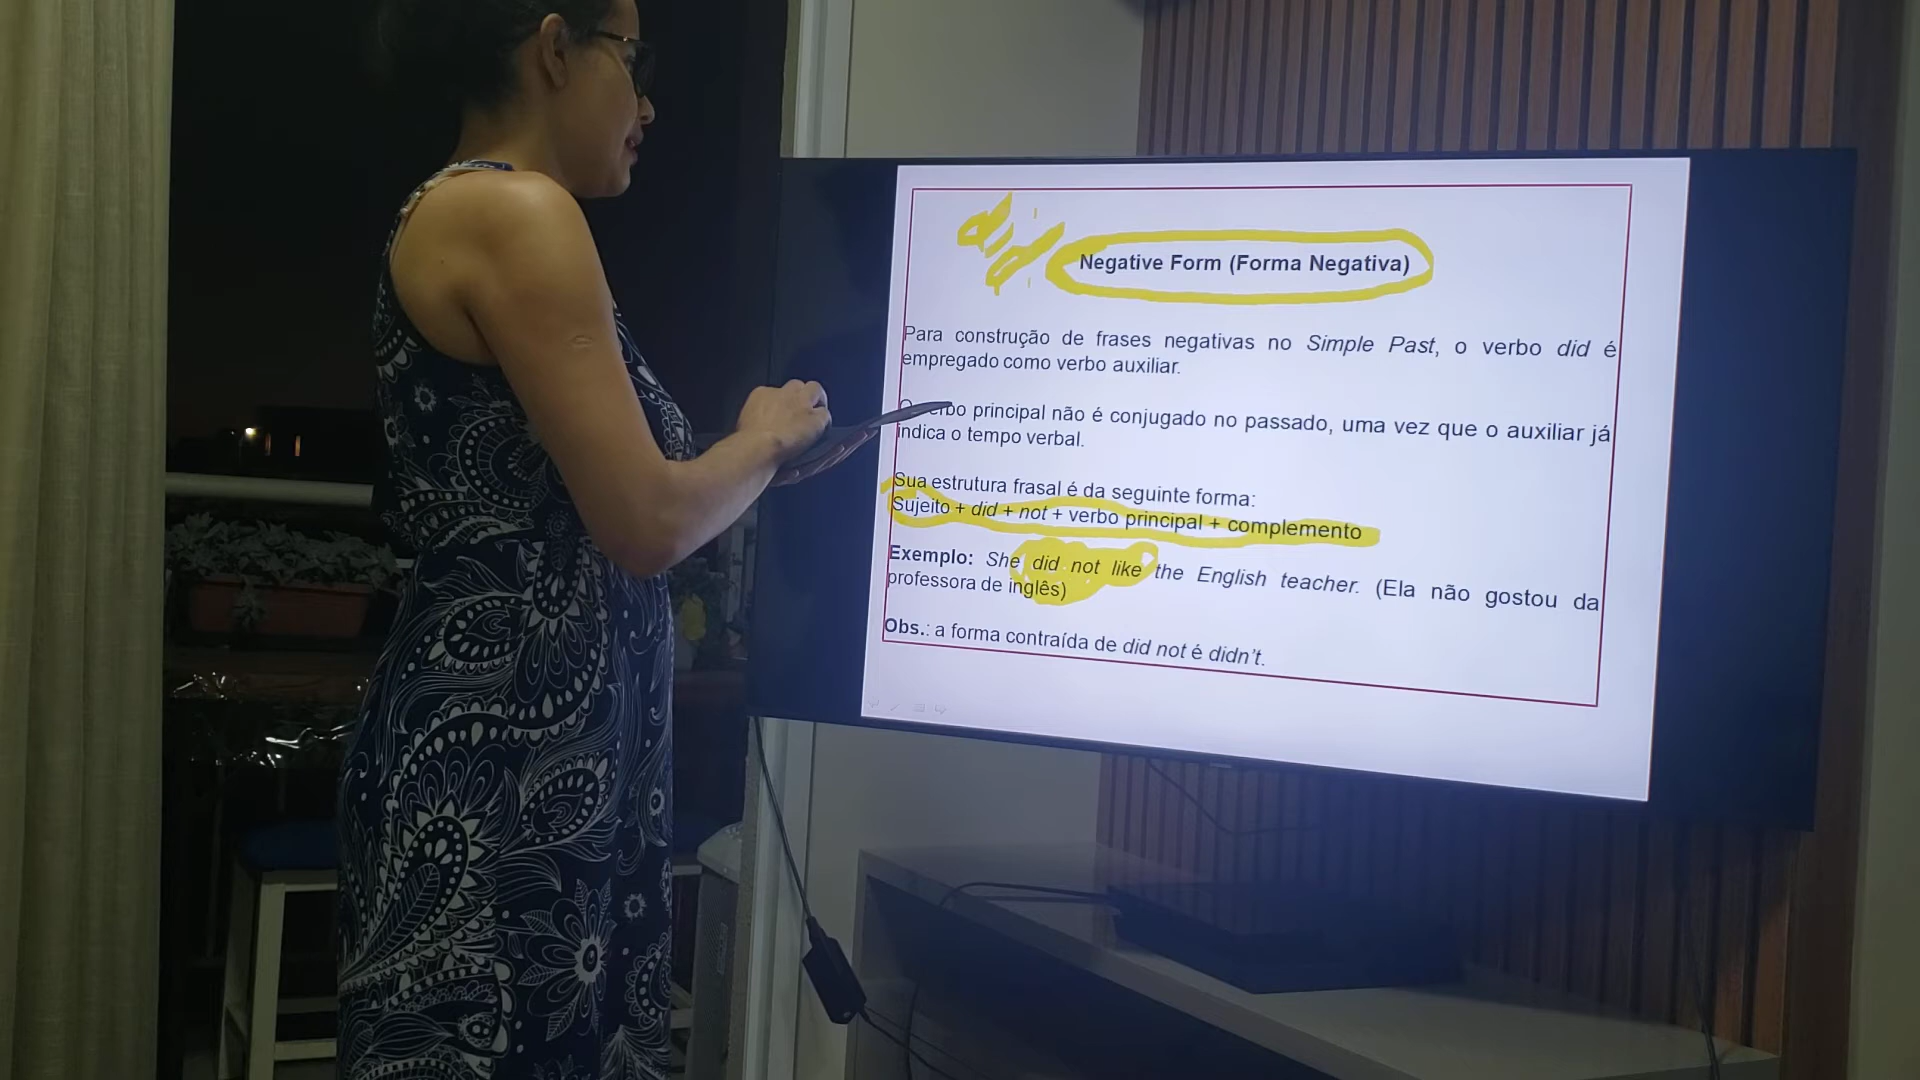 did
Negative Form (Forma Negativa)
Para construção de frases negativas no Simple Past, o verbo did é
empregado como verbo auxiliar.
O verbo principal não é conjugado no passado, uma vez que o auxiliar já
indica o tempo verbal.
Sua estrutura frasal é da seguinte forma:
Sujeito + did + not + verbo principal + complemento
Exemplo: She did not like the English teacher. (Ela não gostou da
professora de inglês)
Obs.: a forma contraída de did not é didn't.